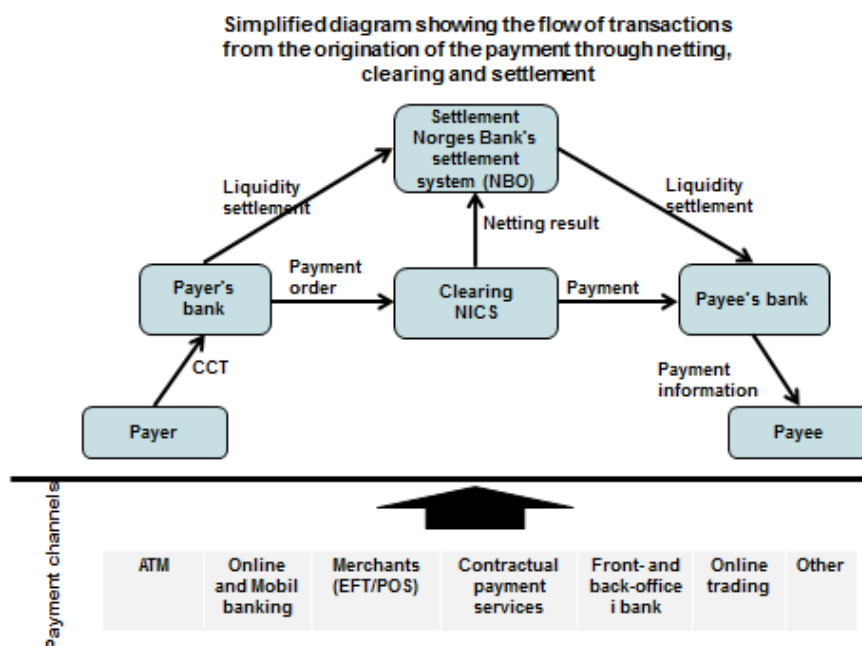 Simplified diagram showing the flow of transactions
from the origination of the payment through netting,
clearing and settlement
Settlement
Norges Bank's
settlement
system (NBO)
Liquidity
settlement
Liquidity
settlement
Netting result
Payer's
bank
Payment
order
Clearing
NICS
Payment
Payee's bank
CCT
Payment
information
Payer
Payee
Payment channels
ATM
Online
and Mobil
banking
Merchants
(EFT/POS)
Contractual
payment
services
Front- and
back-office
i bank
Online
trading
Other